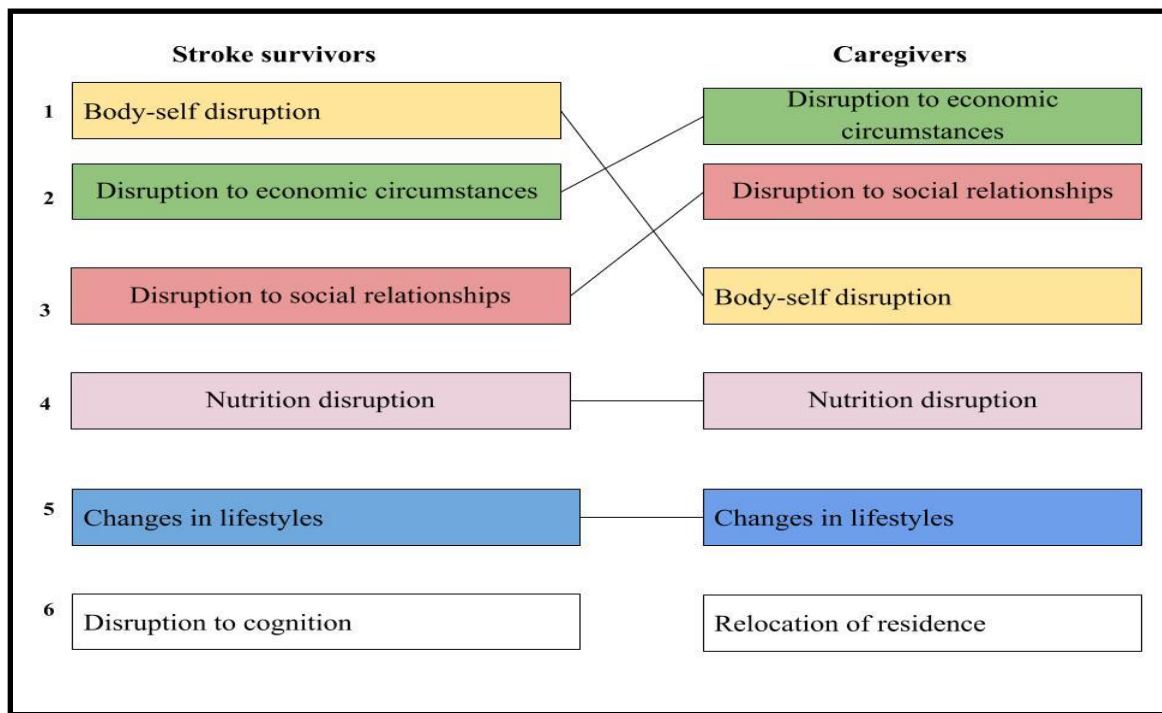 Stroke survivors
Caregivers
1
Body-self disruption
Disruption to economic
circumstances
2
Disruption to economic circumstances
Disruption to social relationships
3
Disruption to social relationships
Body-self disruption
4
Nutrition disruption
Nutrition disruption
5
Changes in lifestyles
Changes in lifestyles
6
Disruption to cognition
Relocation of residence